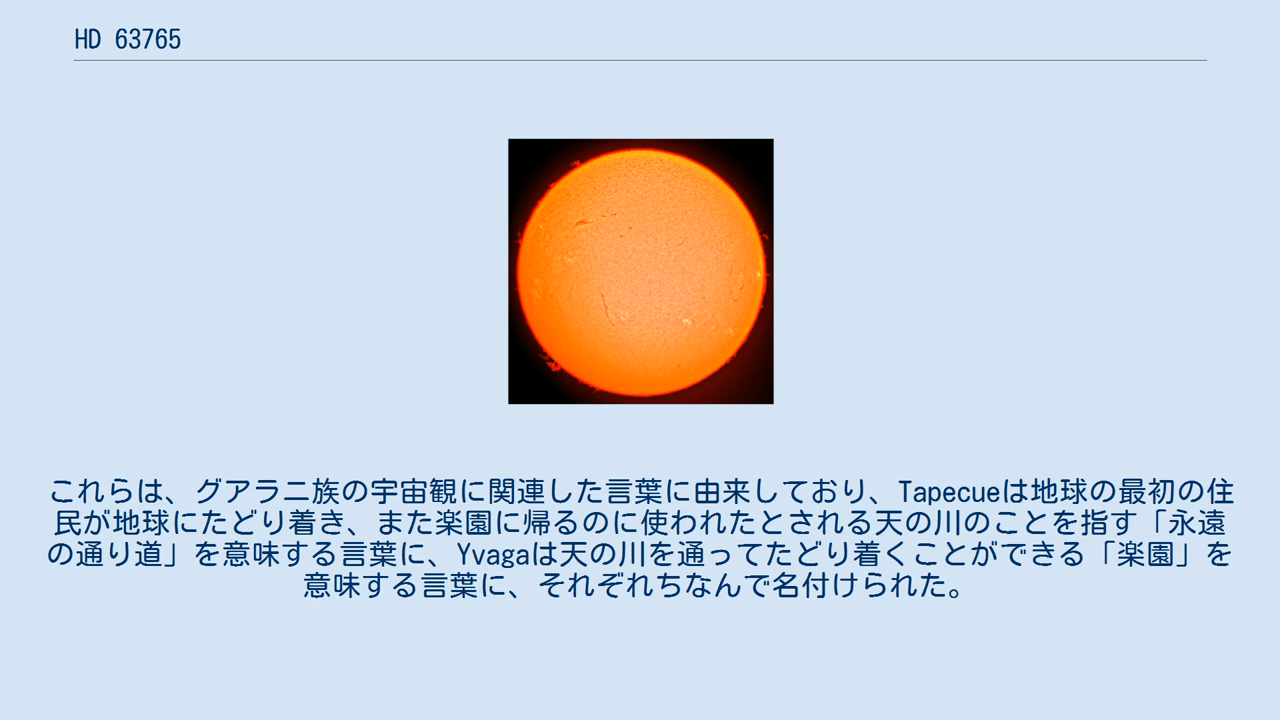 HD 63765
これらは、グアラニ族の宇宙観に関連した言葉に由来しており、Tapecueは地球の最初の住
民が地球にたどり着き、また楽園に帰るのに使われたとされる天の川のことを指す「永遠
の通り道」を意味する言葉に、Yvagaは天の川を通ってたどり着くことができる「楽園」を
意味する言葉に、それぞれちなんで名付けられた。